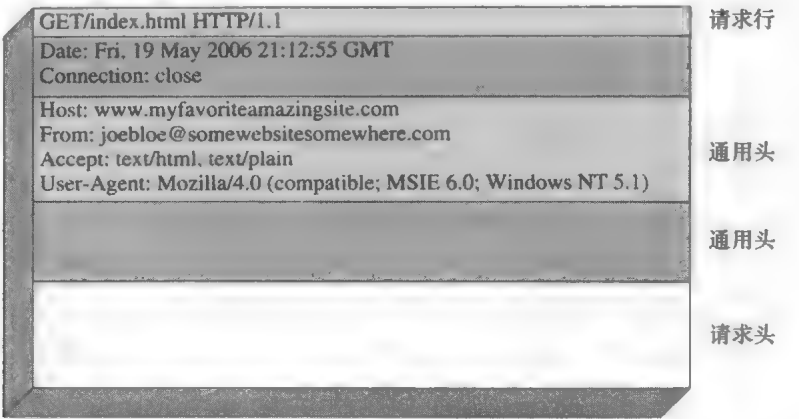 GET/index.html HTTP/1.1
请求行
Date: Fri, 19 May 2006 21:12:55 GMT
Connection: close
Host: www.myfavoriteamazingsite.com
From: joebloe@somewebsitesomewhere.com
Accept: text/html, text/plain
通用头
User-Agent: Mozilla/4.0 (compatible; MSIE 6.0; Windows NT 5.1)
通用头
请求头